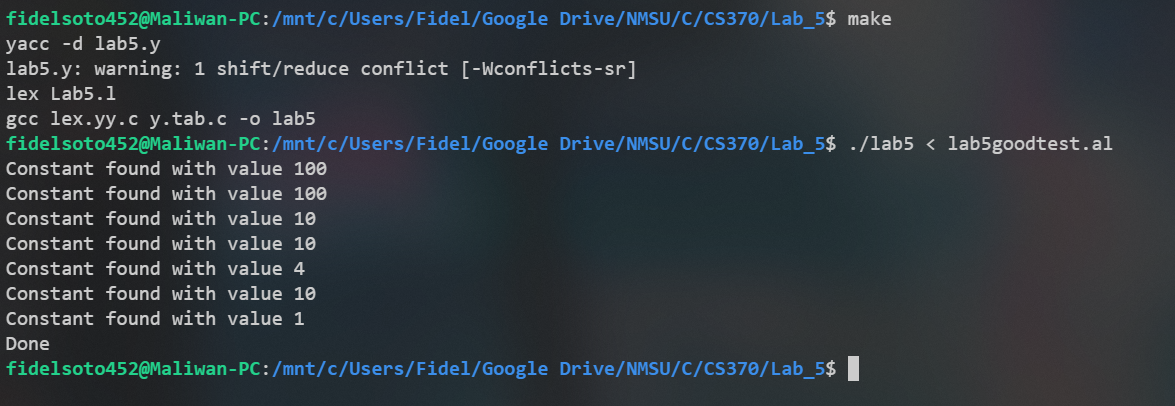 fidelsoto452@Maliwan-PC:/mnt/c/Users/Fidel/Google Drive/NMSU/C/CS370/Lab_5$ make
yacc -d lab5.y
lab5.y: warning: 1 shift/reduce conflict [-Wconflicts-sr]
lex Lab5.l
gcc lex.yy.c y.tab.c -o lab5
fidelsoto452@Maliwan-PC:/mnt/c/Users/Fidel/Google Drive/NMSU/C/CS370/Lab_5$ ./lab5 < lab5goodtest.al
Constant found with value 100
Constant found with value 100
Constant found with value 10
Constant found with value 10
Constant found with value 4
Constant found with value 10
Constant found with value 1
Done
fidelsoto452@Maliwan-PC:/mnt/c/Users/Fidel/Google Drive/NMSU/C/CS370/Lab_5$